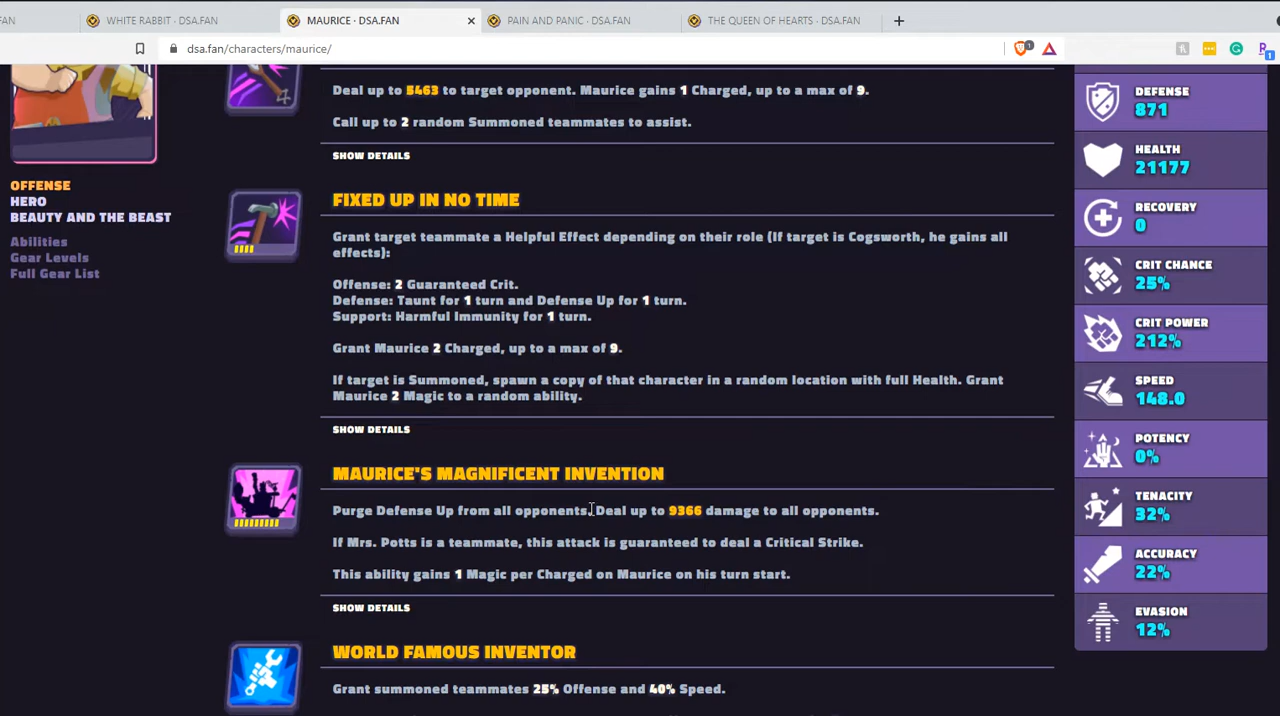 FAN
WHITE RABBIT · DSA.FAN
MAURICE · DSA.FAN
PAIN AND PANIC · DSA.FAN
THE QUEEN OF HEARTS · DSA.FAN
dsa.fan/characters/maurice/
1
1
Deal up to 5463 to target opponent. Maurice gains 1 Charged, up to a max of 9.
Call up to 2 random Summoned teammates to assist.
SHOW DETAILS
OFFENSE
HERO
BEAUTY AND THE BEAST
Abilities
Gear Levels
Full Gear List
FIXED UP IN NO TIME
Grant target teammate a Helpful Effect depending on their role (If target is Cogsworth, he gains all
effects):
Offense: 2 Guaranteed Crit.
Defense: Taunt for 1 turn and Defense Up for 1 turn.
Support: Harmful Immunity for 1 turn.
Grant Maurice 2 Charged, up to a max of 9.
If target is Summoned, spawn a copy of that character in a random location with full Health. Grant
Maurice 2 Magic to a random ability.
SHOW DETAILS
MAURICE'S MAGNIFICENT INVENTION
Purge Defense Up from all opponents. Deal up to 9366 damage to all opponents.
If Mrs. Potts is a teammate, this attack is guaranteed to deal a Critical Strike.
This ability gains 1 Magic per Charged on Maurice on his turn start.
SHOW DETAILS
WORLD FAMOUS INVENTOR
Grant summoned teammates 25% Offense and 40% Speed.
DEFENSE
871
HEALTH
21177
RECOVERY
0
CRIT CHANCE
25%
CRIT POWER
212%
SPEED
148.0
POTENCY
0%
TENACITY
32%
ACCURACY
22%
EVASION
12%